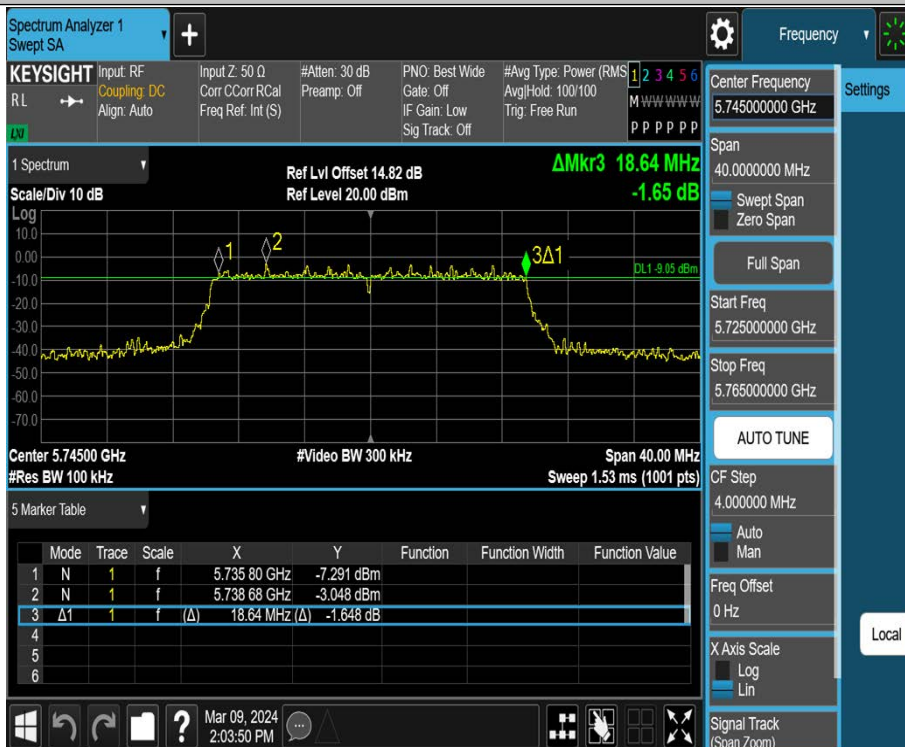 Spectrum Analyzer 1
Swept SA
+
Frequency
KEYSIGHT
RL
LXI
Input: RF
Coupling: DC
Align: Auto
Input Z: 50 Ω
Corr CCorr RCal
Freq Ref: Int (S)
#Atten: 30 dB
Preamp: Off
PNO: Best Wide
Gate: Off
IF Gain: Low
Sig Track: Off
#Avg Type: Power (RMS
Avg|Hold: 100/100
Trig: Free Run
1 2 3 4 5 6
M W W W W W
P P P P P P
1 Spectrum
Scale/Div 10 dB
Ref Lvl Offset 14.82 dB
Ref Level 20.00 dBm
ΔMkr3 18.64 MHz
-1.65 dB
Log
10.0
0.00
-10.0
-20.0
-30.0
-40.0
-50.0
-60.0
-70.0
1
2
3Δ1
DL1 -9.05 dBm
Center 5.74500 GHz
#Res BW 100 kHz
#Video BW 300 kHz
Span 40.00 MHz
Sweep 1.53 ms (1001 pts)
5 Marker Table
Mode Trace Scale X Y Function Function Width Function Value
1 N 1 f 5.735 80 GHz -7.291 dBm
2 N 1 f 5.738 68 GHz -3.048 dBm
3 Δ1 1 f (Δ) 18.64 MHz (Δ) -1.648 dB
4
5
6
?
Mar 09, 2024
2:03:50 PM
Center Frequency
5.745000000 GHz
Span
40.0000000 MHz
Swept Span
Zero Span
Full Span
Start Freq
5.725000000 GHz
Stop Freq
5.765000000 GHz
AUTO TUNE
CF Step
4.000000 MHz
Auto
Man
Freq Offset
0 Hz
X Axis Scale
Log
Lin
Signal Track
(Span Zoom)
Settings
Local